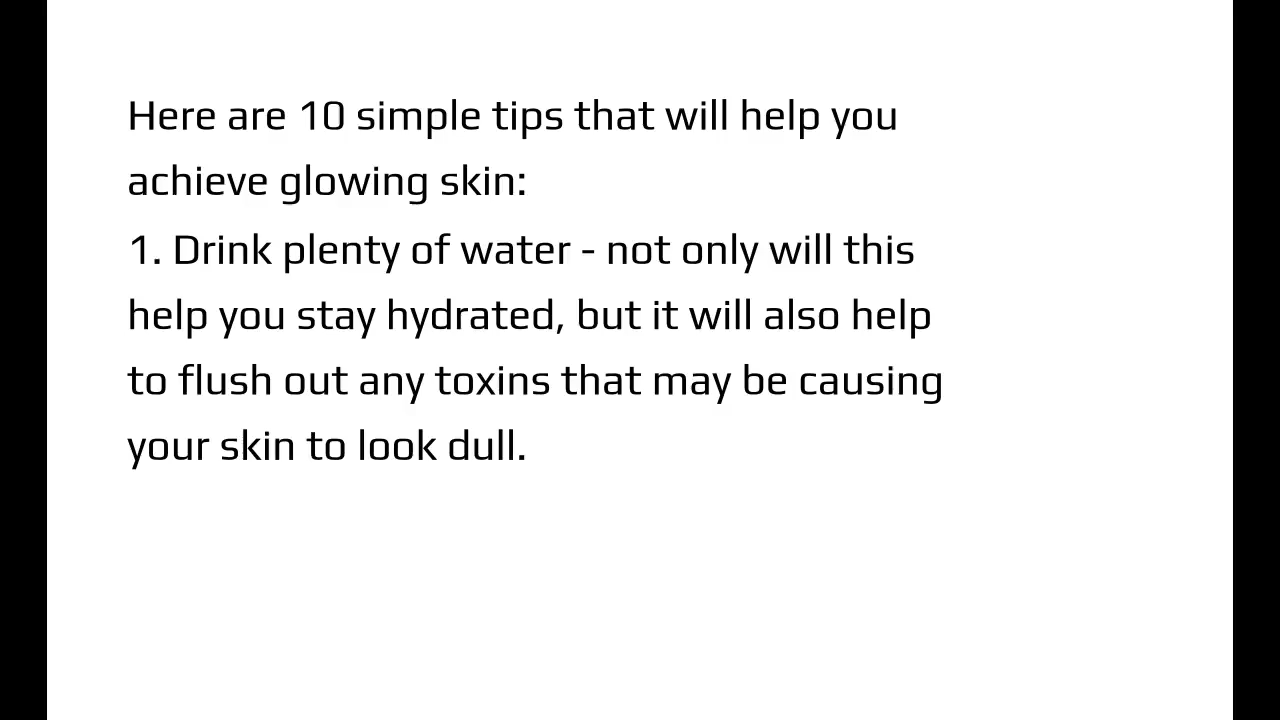 Here are 10 simple tips that will help you
achieve glowing skin:
1. Drink plenty of water - not only will this
help you stay hydrated, but it will also help
to flush out any toxins that may be causing
your skin to look dull.